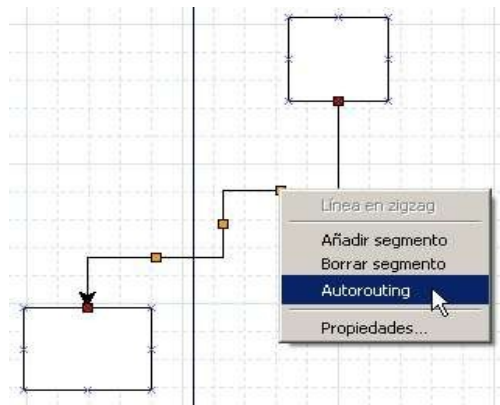 Línea en zigzag
Añadir segmento
Borrar segmento
Autorouting
Propiedades...